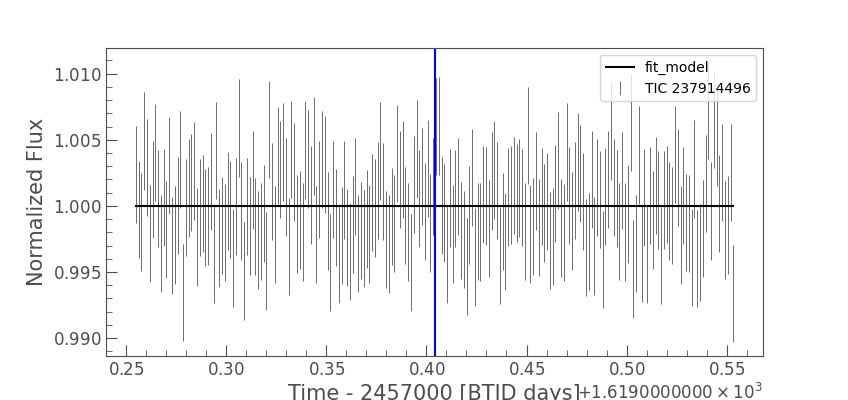 fit_model
TIC 237914496
1.010
1.005
1.000
0.995
0.990
Normalized Flux
0.25 0.30 0.35 0.40 0.45 0.50 0.55
Time - 2457000 [BTJD days]
+1.6190000000 × 10³